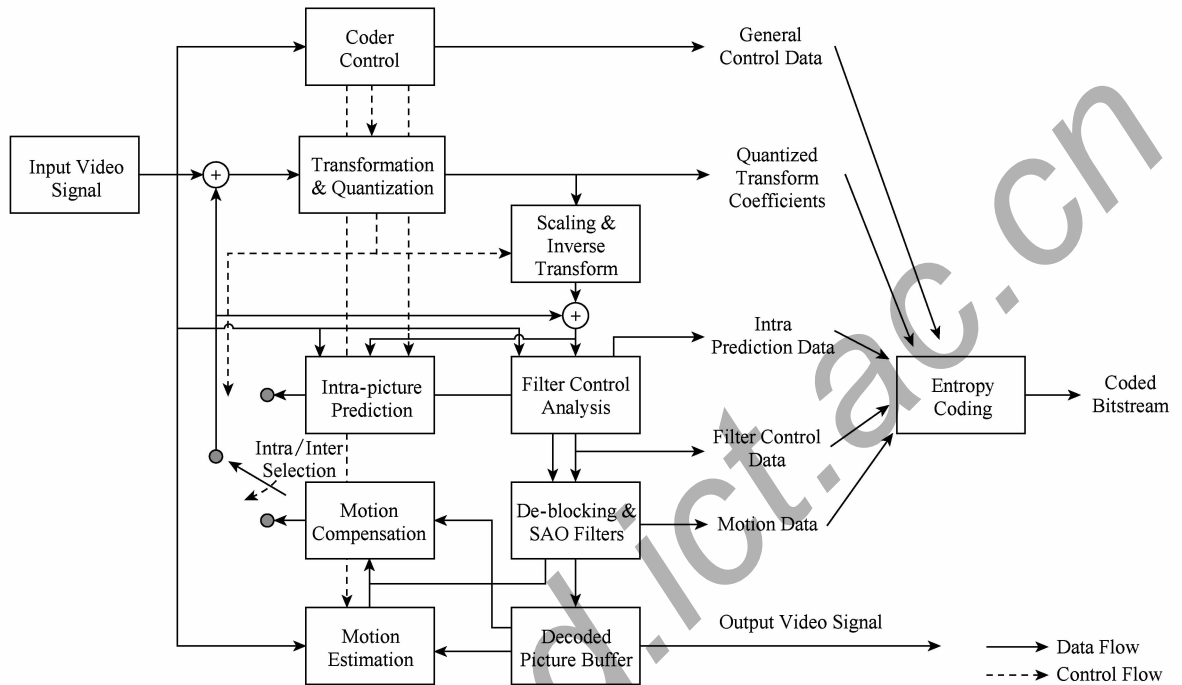 Coder
Control
General
Control Data
Input Video
Signal
+
Transformation
& Quantization
Quantized
Transform
Coefficients
Scaling &
Inverse
Transform
+
Intra
Prediction Data
Intra-picture
Prediction
Filter Control
Analysis
Entropy
Coding
Coded
Bitstream
Intra/Inter
Selection
Filter Control
Data
Motion
Compensation
De-blocking &
SAO Filters
Motion Data
Motion
Estimation
Decoded
Picture Buffer
Output Video Signal
Data Flow
Control Flow
d.ict.ac.cn